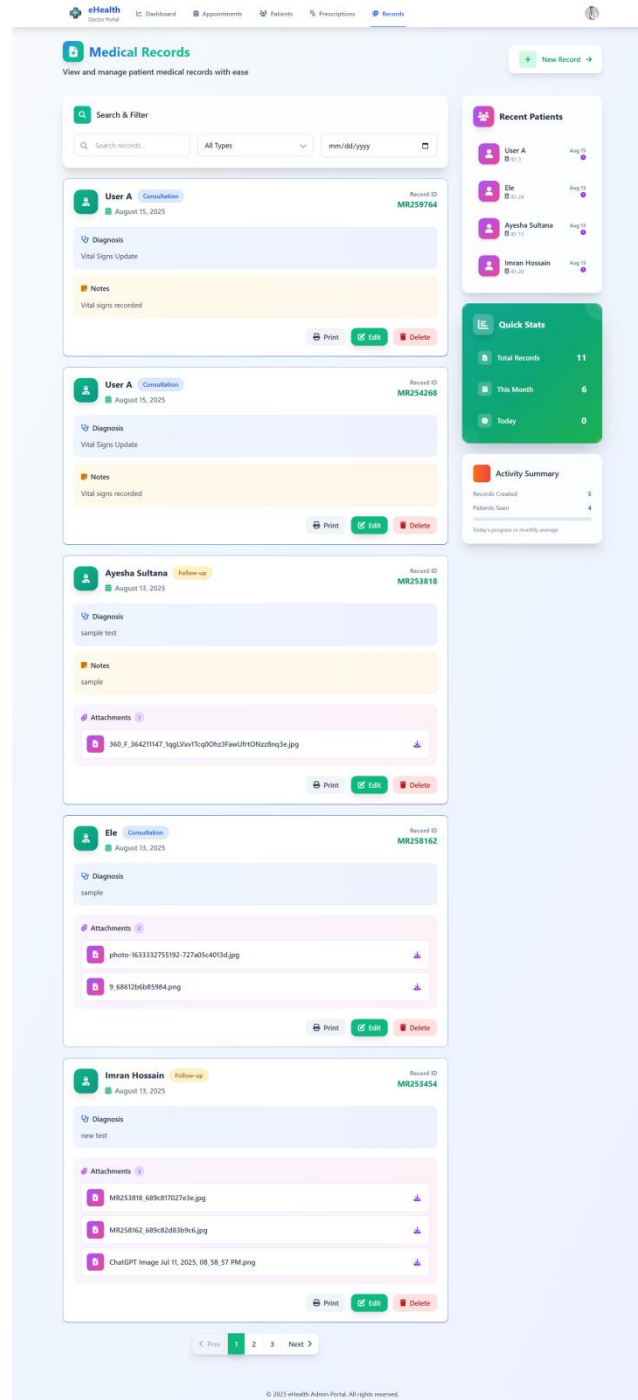 eHealth
Doctor Portal
Dashboard
Appointments
Patients
Prescriptions
Records
Medical Records
View and manage patient medical records with ease
+ New Record →
Search & Filter
Search records..
All Types
mm/dd/yyyy
User A Consultation
August 15, 2025
Record ID
MR259764
Diagnosis
Vital Signs Update
Notes
Vital signs recorded
Print Edit Delete
User A Consultation
August 15, 2025
Record ID
MR254268
Diagnosis
Vital Signs Update
Notes
Vital signs recorded
Print Edit Delete
Ayesha Sultana Follow-up
August 13, 2025
Record ID
MR253818
Diagnosis
sample test
Notes
sample
Attachments 1
360_F_364211147_1qgLVxv1Tcq0Ohz3FawUfrtONzz8nq3e.jpg
Print Edit Delete
Ele Consultation
August 13, 2025
Record ID
MR258162
Diagnosis
sample
Attachments 2
photo-1633332755192-727a05c4013d.jpg
9_68612b6b85984.png
Print Edit Delete
Imran Hossain Follow-up
August 13, 2025
Record ID
MR253454
Diagnosis
new test
Attachments 3
MR253818_689c817027e3e.jpg
MR258162_689c82d83b9c6.jpg
ChatGPT Image Jul 11, 2025, 08_58_57 PM.png
Print Edit Delete
Prev 1 2 3 Next
Recent Patients
User A Aug 15
ID: 3
Ele Aug 13
ID: 24
Ayesha Sultana Aug 13
ID: 15
Imran Hossain Aug 13
ID: 20
Quick Stats
Total Records 11
This Month 6
Today 0
Activity Summary
Records Created 5
Patients Seen 4
Today's progress vs monthly average
© 2025 eHealth Admin Portal. All rights reserved.